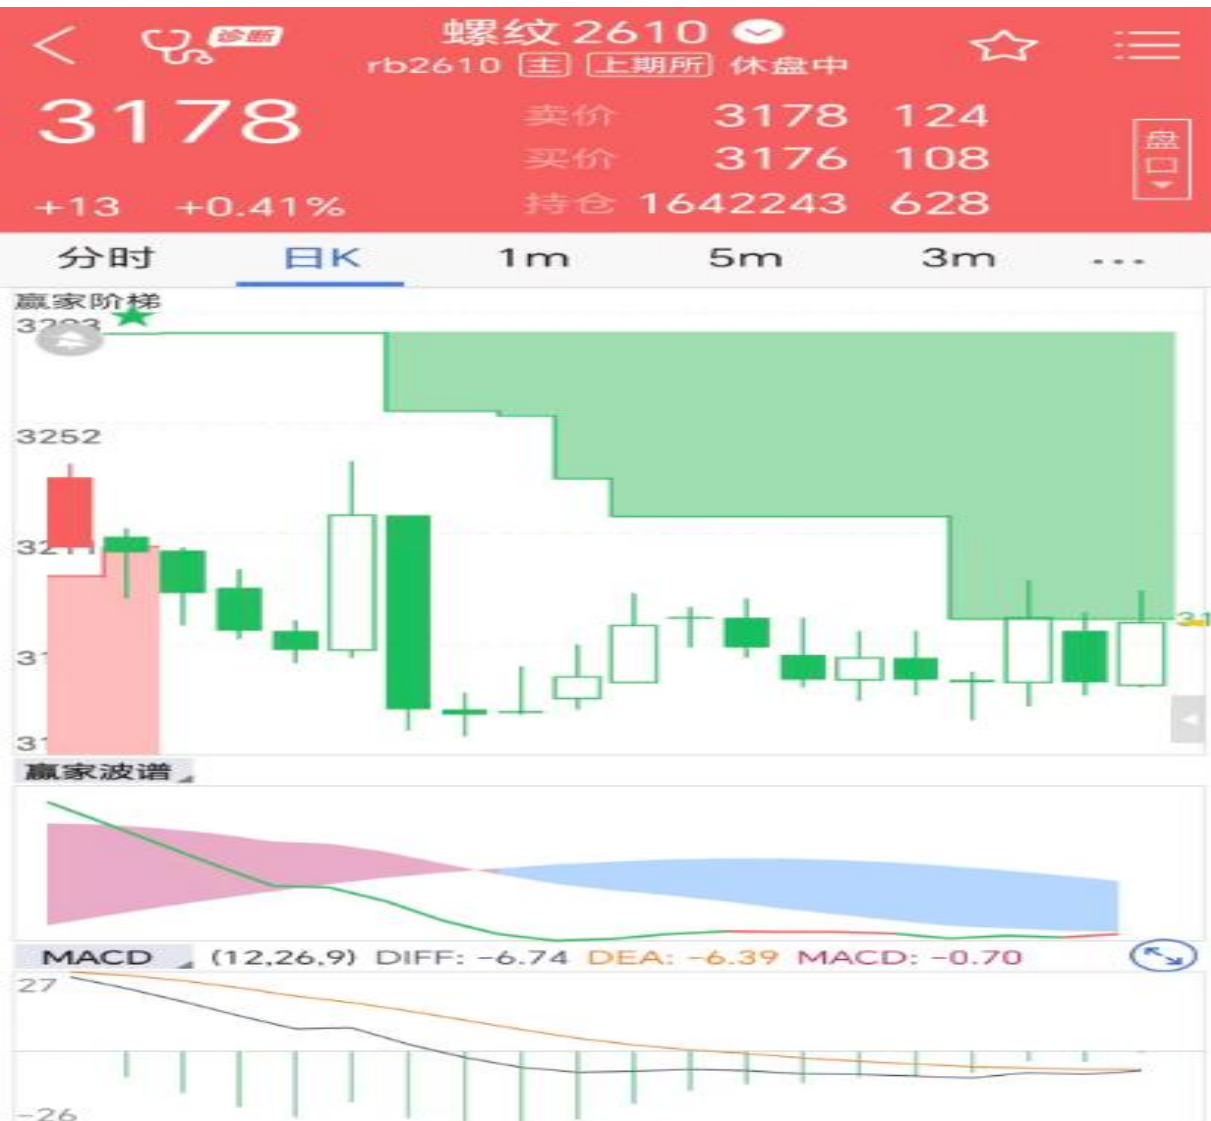 诊断
螺纹2610
rb2610 主 上期所 休盘中
3178
卖价 3178 124
买价 3176 108
+13 +0.41%
持仓 1642243 628
盘口
分时 日K 1m 5m 3m ...
赢家阶梯
3252
赢家波谱
MACD (12,26,9) DIFF: -6.74 DEA: -6.39 MACD: -0.70
27
-26